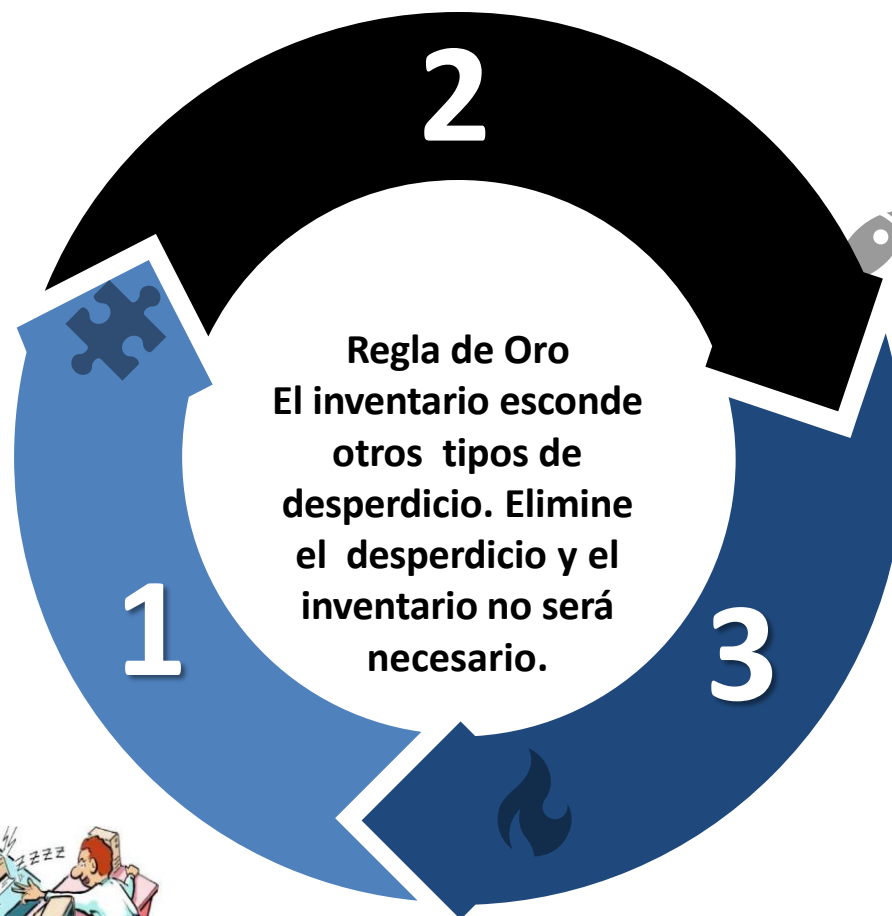 2
Regla de Oro
El inventario esconde
otros tipos de
desperdicio. Elimine
el desperdicio y el
inventario no será
necesario.
1
3
zzzz